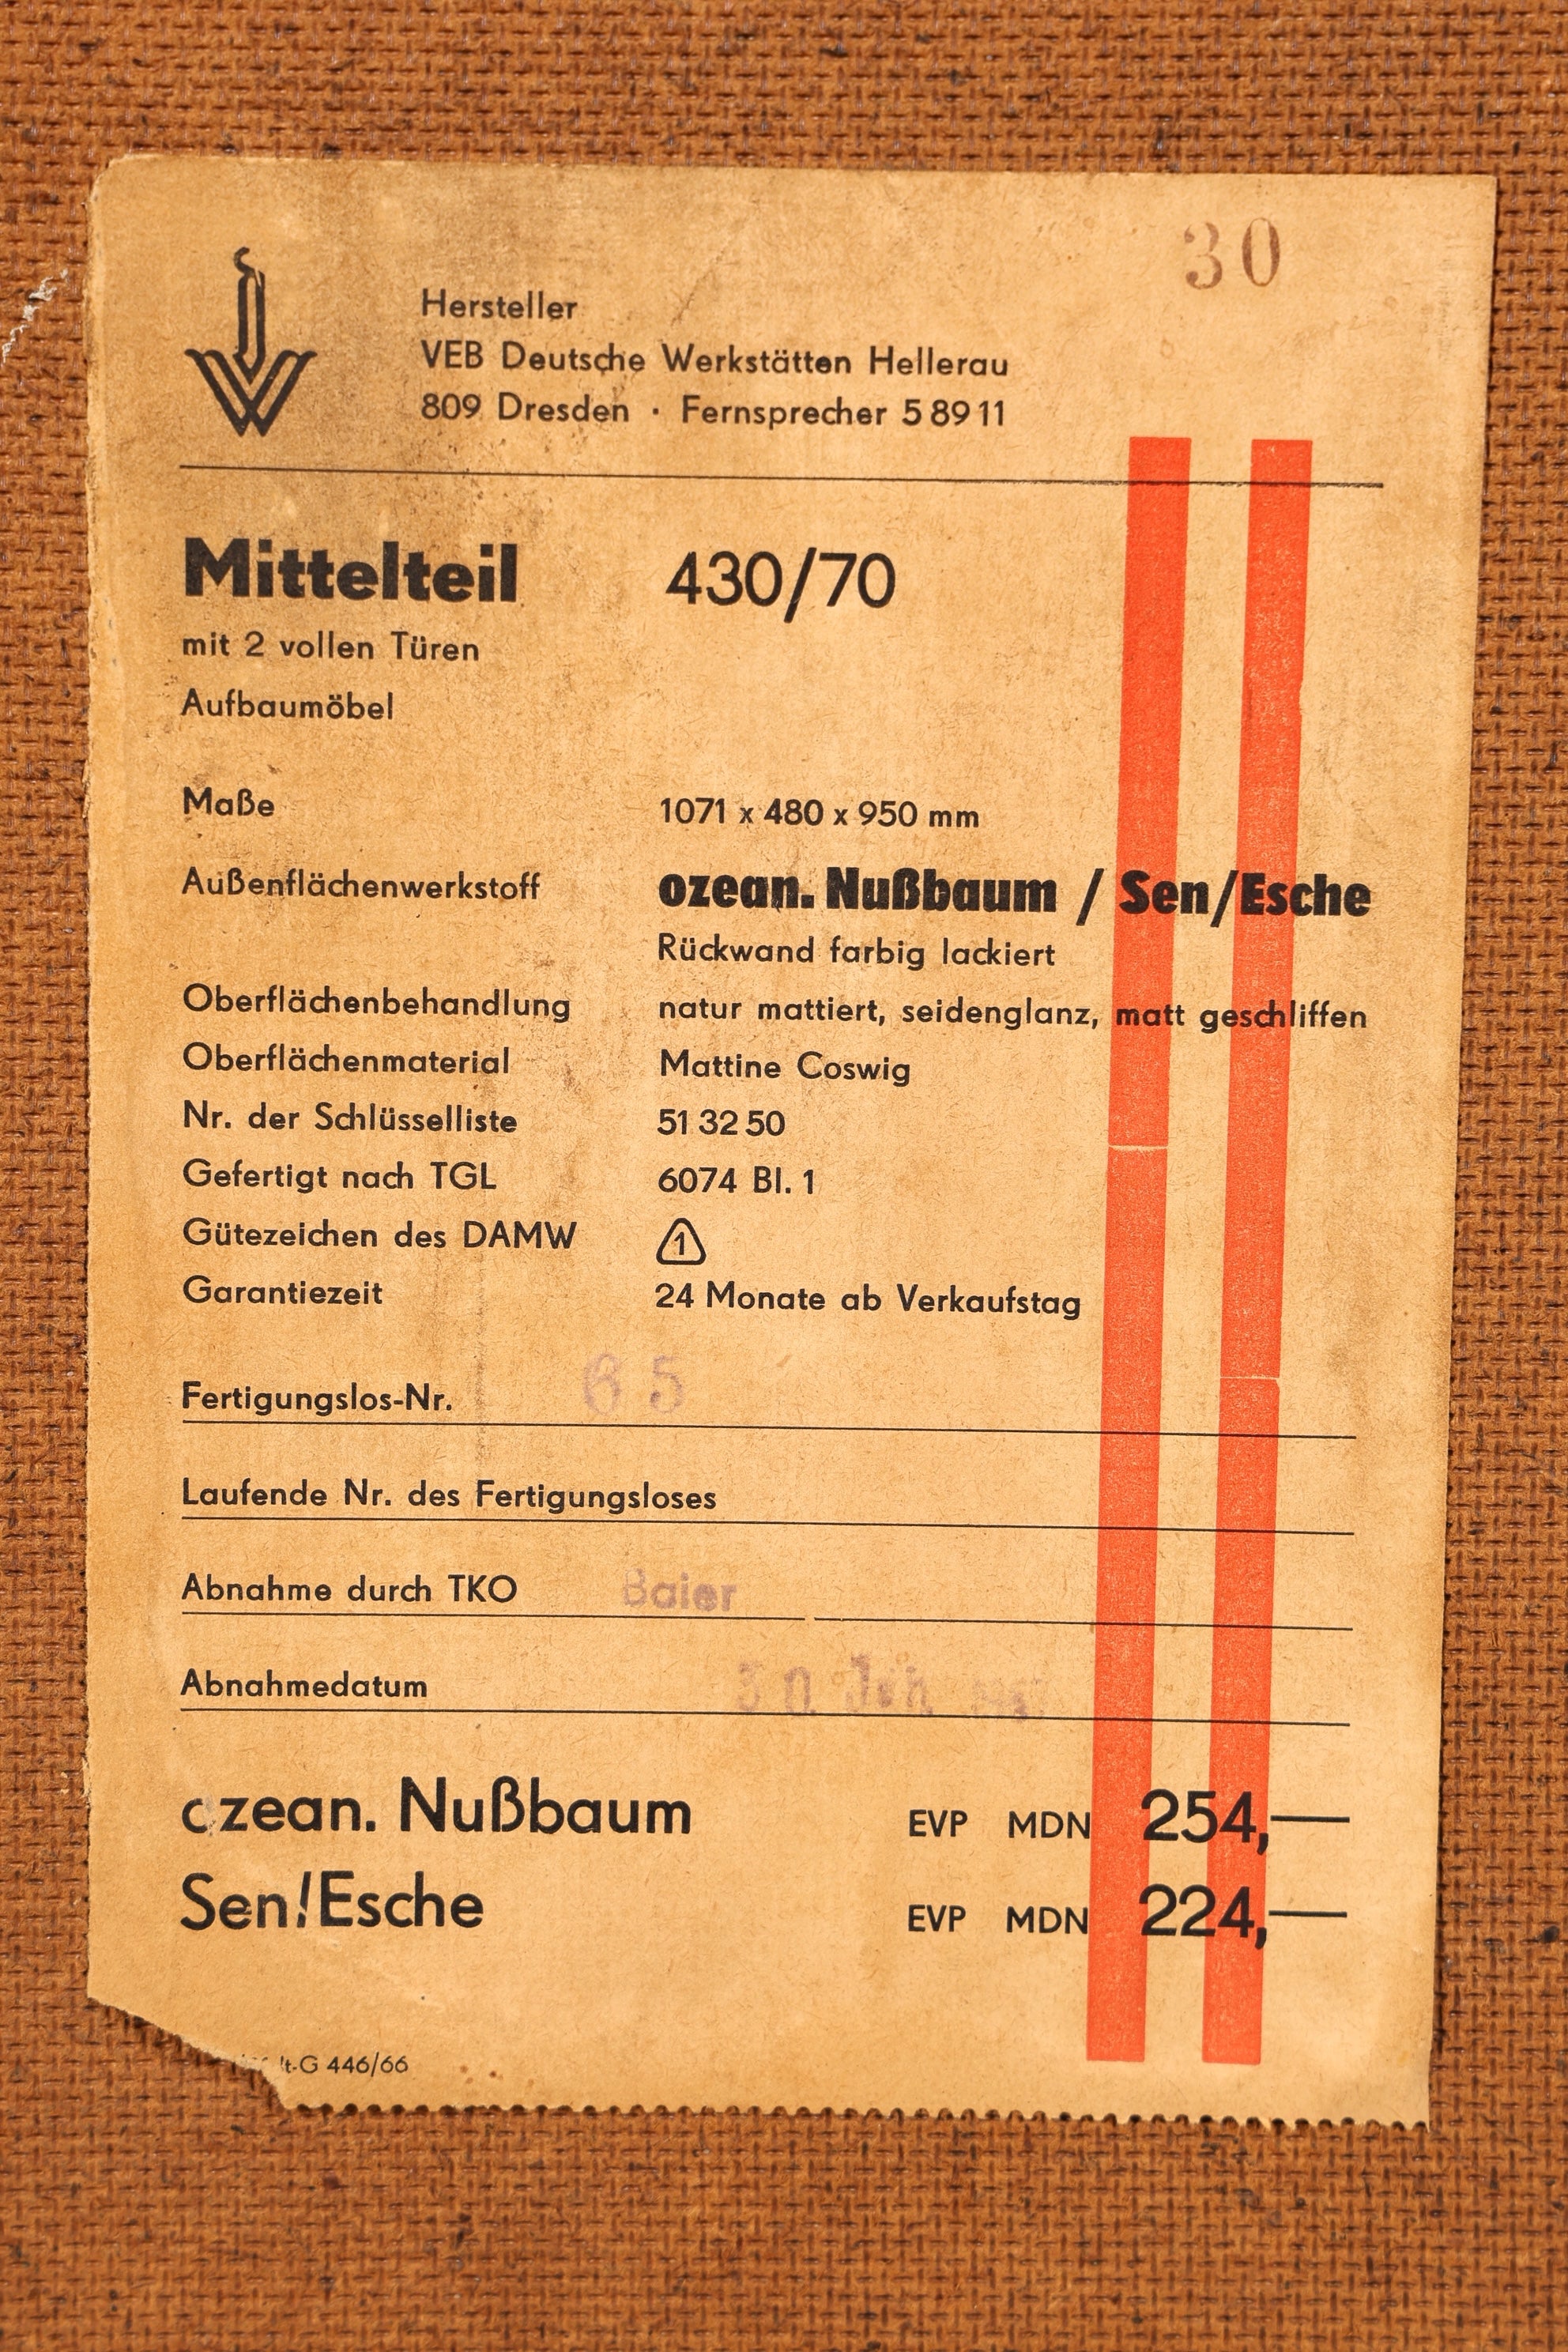 30
Hersteller
VEB Deutsche Werkstätten Hellerau
809 Dresden · Fernsprecher 5 89 11
Mittelteil 430/70
mit 2 vollen Türen
Aufbaumöbel
Maße 1071 x 480 x 950 mm
Außenflächenwerkstoff ozean. Nußbaum / Sen/Esche
Rückwand farbig lackiert
Oberflächenbehandlung natur mattiert, seidenglanz, matt geschliffen
Oberflächenmaterial Mattine Coswig
Nr. der Schlüsselliste 51 32 50
Gefertigt nach TGL 6074 Bl. 1
Gütezeichen des DAMW 1
Garantiezeit 24 Monate ab Verkaufstag
Fertigungslos-Nr. 65
Laufende Nr. des Fertigungsloses
Abnahme durch TKO Baier
Abnahmedatum 30
ozean. Nußbaum EVP MDN 254,—
Sen/Esche EVP MDN 224,—
It-G 446/66